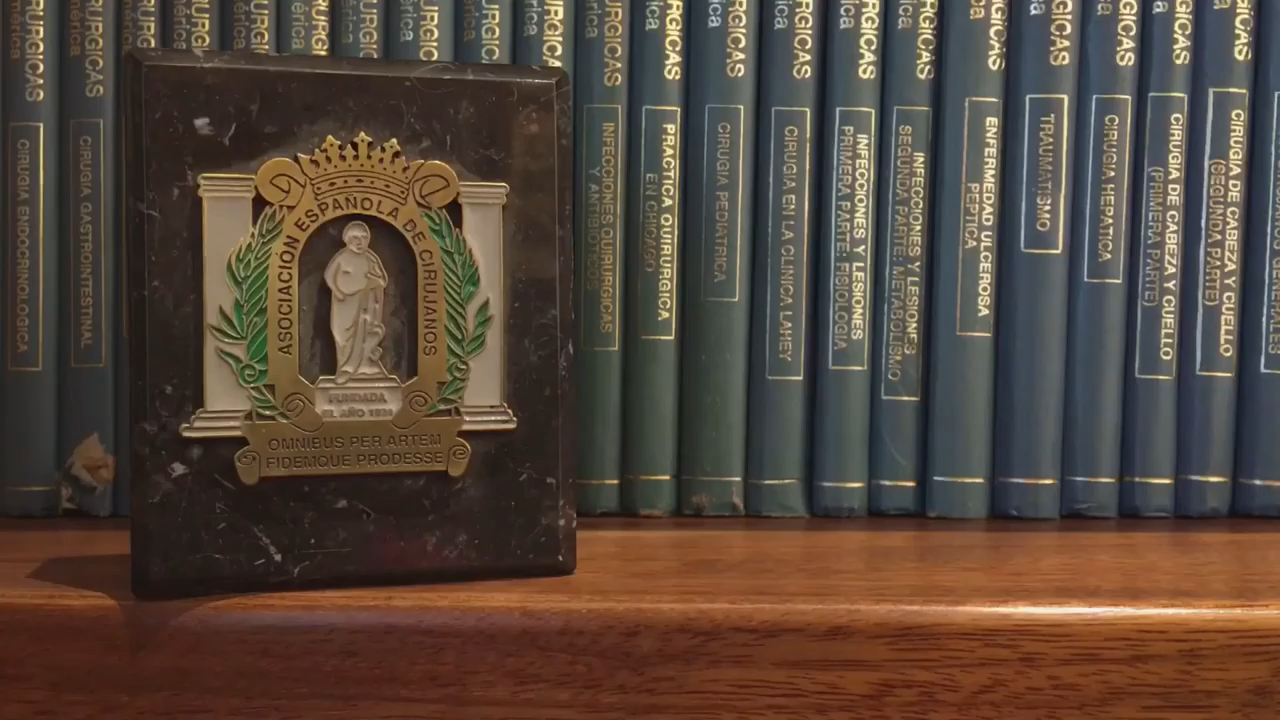 ASOCIACIÓN ESPAÑOLA DE CIRUJANOS
FUNDADA
EL AÑO
OMNIBUS PER ARTEM
FIDEMQUE PRODESSE
CIRUGIA ENDOCRINOLOGICA
CIRUGIA GASTROINTESTINAL
INFECCIONES QUIRURGICAS
Y ANTIBIOTICOS
PRACTICA QUIRURGICA
EN CHICAGO
CIRUGIA PEDIATRICA
CIRUGIA EN LA CLINICA LAHEY
INFECCIONES Y LESIONES
PRIMERA PARTE: FISIOLOGIA
INFECCIONES Y LESIONES
SEGUNDA PARTE: METABOLISMO
ENFERMEDAD ULCEROSA
PEPTICA
TRAUMATISMO
CIRUGIA HEPATICA
CIRUGIA DE CABEZA Y CUELLO
(PRIMERA PARTE)
CIRUGIA DE CABEZA Y CUELLO
(SEGUNDA PARTE)